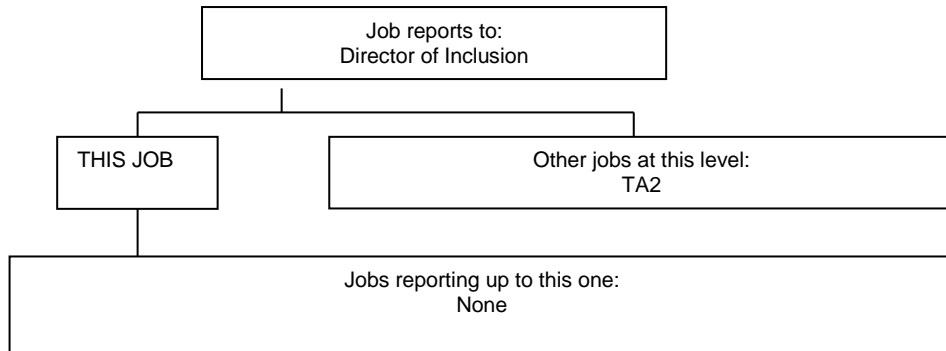 Job reports to:
Director of Inclusion
THIS JOB
Other jobs at this level:
TA2
Jobs reporting up to this one:
None